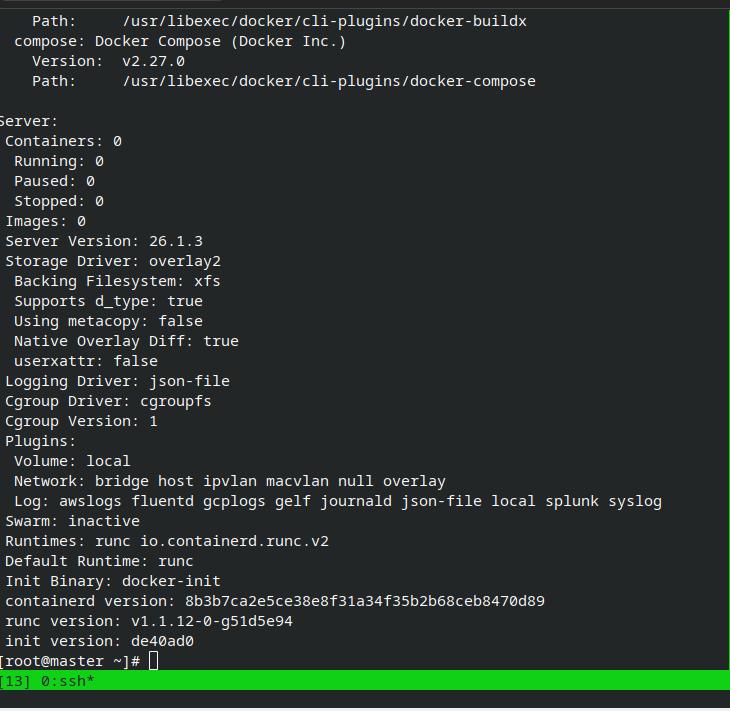 Path:     /usr/libexec/docker/cli-plugins/docker-buildx
  compose: Docker Compose (Docker Inc.)
    Version:  v2.27.0
    Path:     /usr/libexec/docker/cli-plugins/docker-compose

Server:
 Containers: 0
  Running: 0
  Paused: 0
  Stopped: 0
 Images: 0
 Server Version: 26.1.3
 Storage Driver: overlay2
  Backing Filesystem: xfs
  Supports d_type: true
  Using metacopy: false
  Native Overlay Diff: true
  userxattr: false
 Logging Driver: json-file
 Cgroup Driver: cgroupfs
 Cgroup Version: 1
 Plugins:
  Volume: local
  Network: bridge host ipvlan macvlan null overlay
  Log: awslogs fluentd gcplogs gelf journald json-file local splunk syslog
 Swarm: inactive
 Runtimes: runc io.containerd.runc.v2
 Default Runtime: runc
 Init Binary: docker-init
 containerd version: 8b3b7ca2e5ce38e8f31a34f35b2b68ceb8470d89
 runc version: v1.1.12-0-g51d5e94
 init version: de40ad0
[root@master ~]#
[13] 0:ssh*